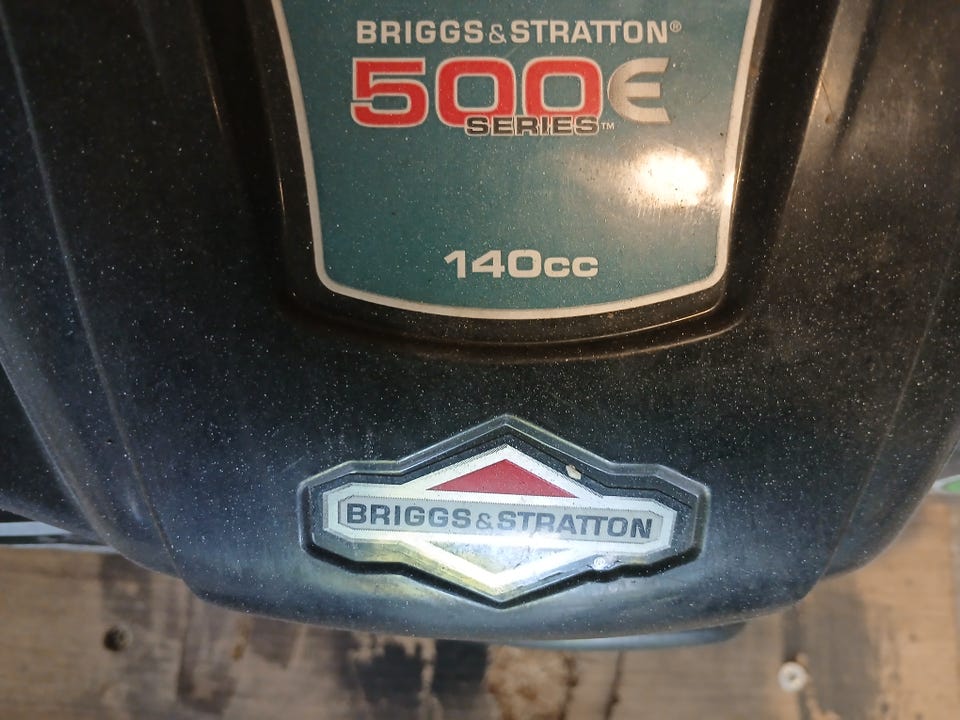 BRIGGS & STRATTON®
500E
SERIES™
140cc
BRIGGS & STRATTON